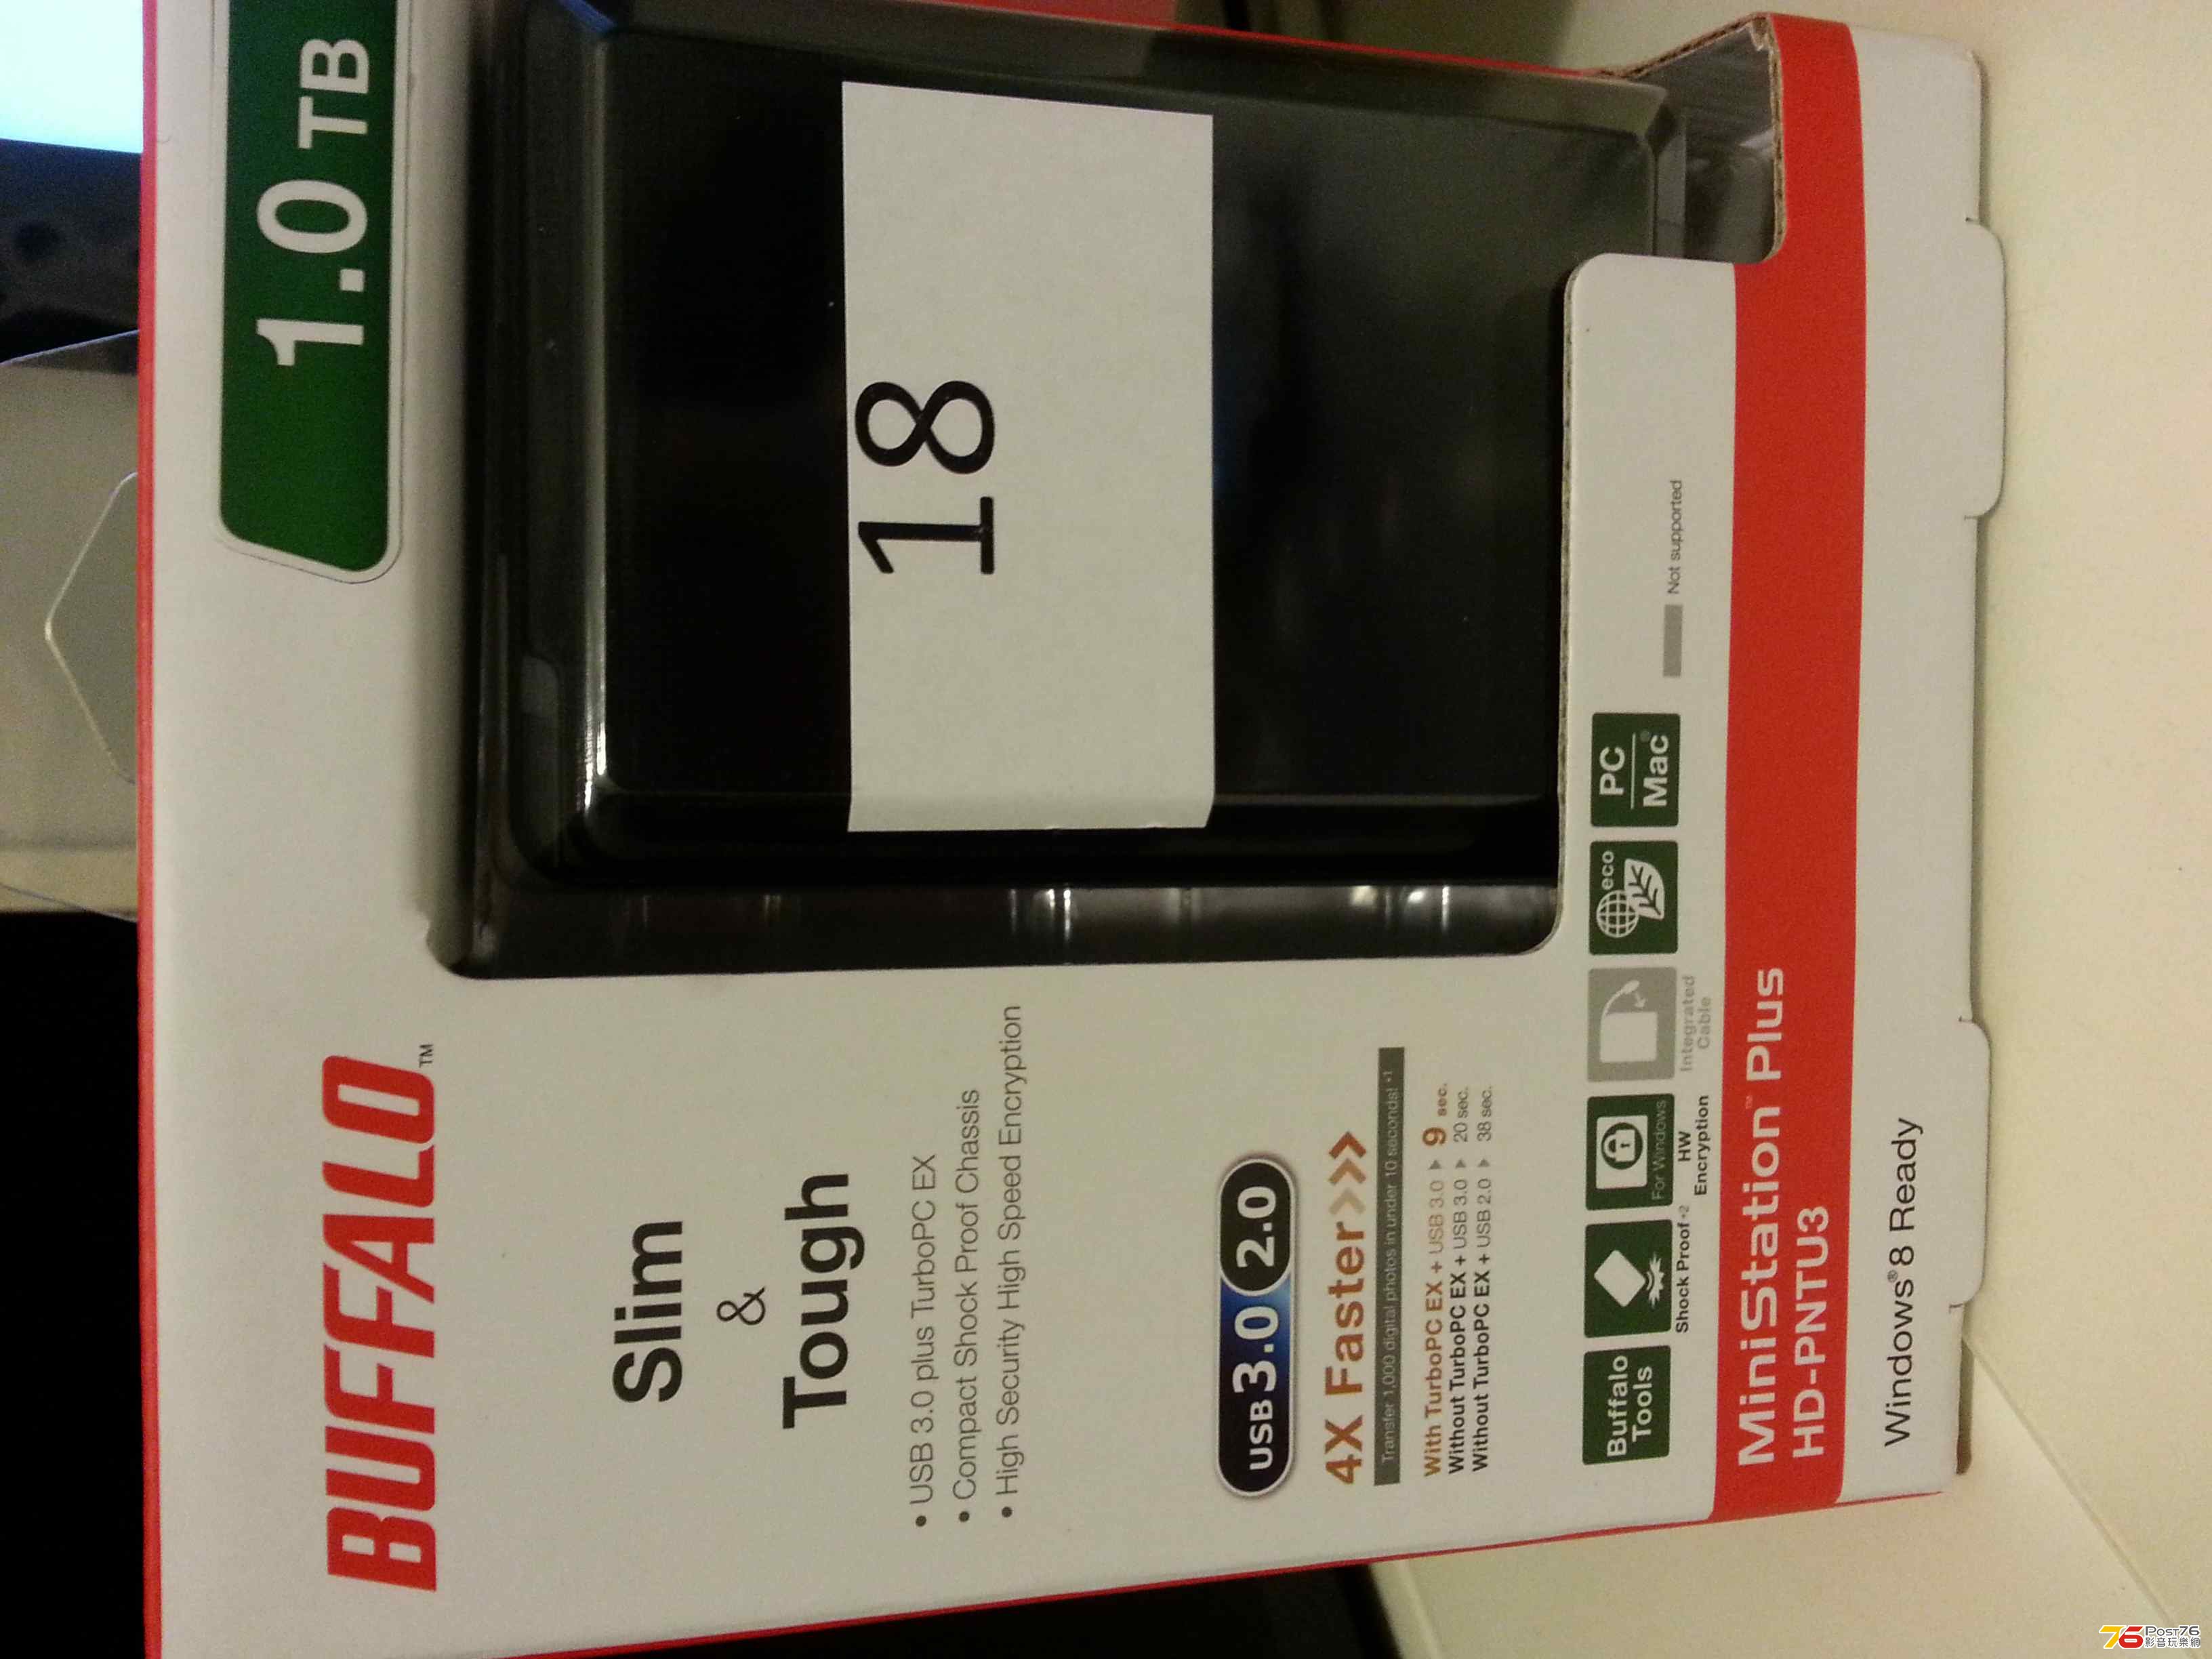 BUFFALO™
1.0 TB
Slim
&
Tough
• USB 3.0 plus TurboPC EX
• Compact Shock Proof Chassis
• High Security High Speed Encryption
18
USB 3.0 2.0
4X Faster>>>
Transfer 1,000 digital photos in under 10 seconds! *1
With TurboPC EX + USB 3.0 ▶ 9 sec.
Without TurboPC EX + USB 3.0 ▶ 20 sec.
Without TurboPC EX + USB 2.0 ▶ 38 sec.
Buffalo
Tools
Shock Proof *2
For Windows
HW
Encryption
Integrated
Cable
eco
PC
Mac®
Not supported
MiniStation™ Plus
HD-PNTU3
Windows®8 Ready
76 POST76
影音玩樂網